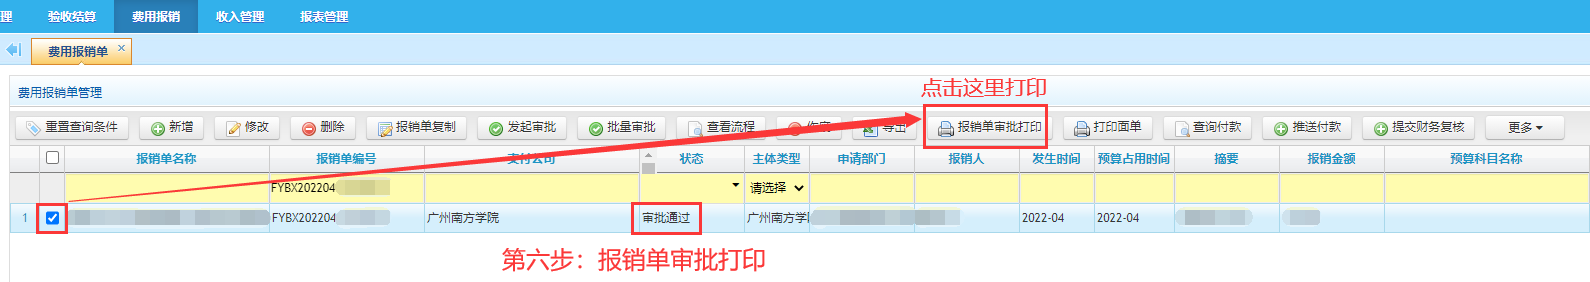 理 验收结算 费用报销 收入管理 报表管理
费用报销单
费用报销单管理
点击这里打印
重置查询条件 新增 修改 删除 报销单复制 发起审批 批量审批 查看流程 导出 报销单审批打印 打印面单 查询付款 推送付款 提交财务复核 更多
报销单名称 报销单编号 支付公司 状态 主体类型 申请部门 报销人 发生时间 预算占用时间 摘要 报销金额 预算科目名称
FYBX202204 请选择
1 FYBX202204 广州南方学院 审批通过 广州南方学 2022-04 2022-04
第六步：报销单审批打印